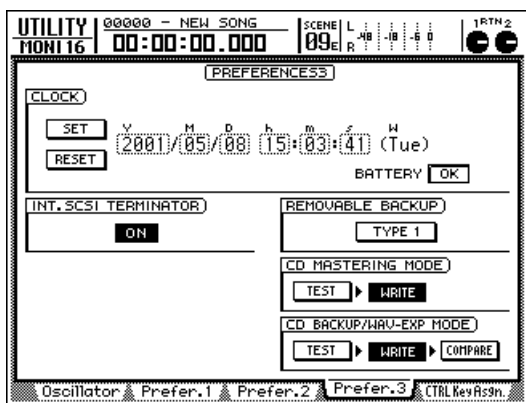 UTILITY 00000 - NEW SONG SCENE L -48 -18 -6 0 1 RTN 2
MONI 16 00:00:00.000 09E R
PREFERENCES3
CLOCK
SET Y M D h m s W
2001/05/08 15:03:41 (Tue)
RESET
BATTERY OK
INT.SCSI TERMINATOR REMOVABLE BACKUP
ON TYPE 1
CD MASTERING MODE
TEST WRITE
CD BACKUP/WAV-EXP MODE
TEST WRITE COMPARE
Oscillator Prefer.1 Prefer.2 Prefer.3 CTRL KeyAsgn.